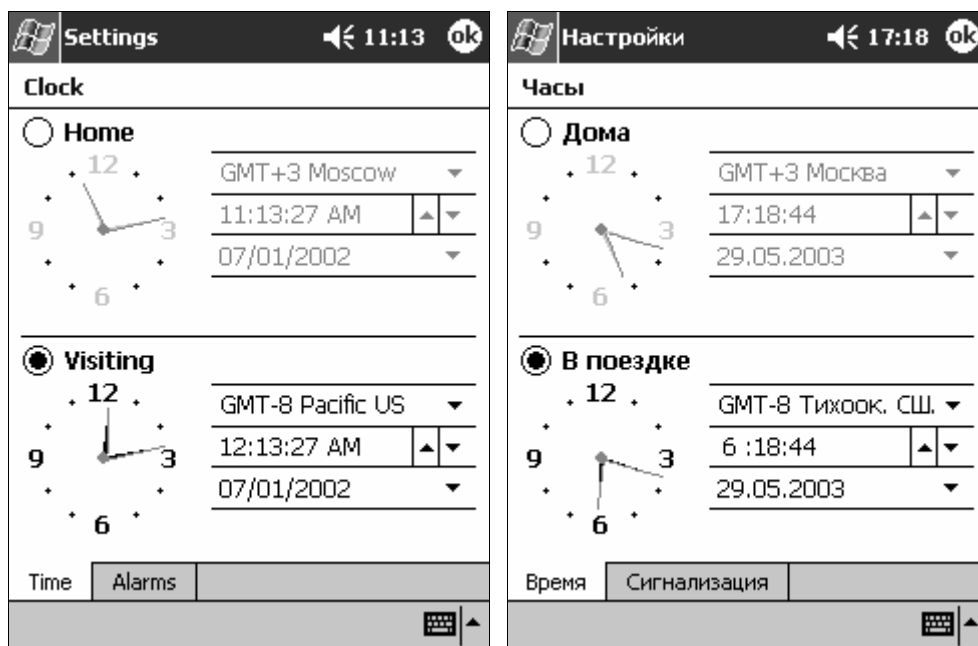 Settings 11:13 ok
Clock
Home
12
3
6
9
GMT+3 Moscow
11:13:27 AM
07/01/2002
Visiting
12
3
6
9
GMT-8 Pacific US
12:13:27 AM
07/01/2002
Time Alarms
Настройки 17:18 ok
Часы
Дома
12
3
6
9
GMT+3 Москва
17:18:44
29.05.2003
В поездке
12
3
6
9
GMT-8 Тихоок. СШ.
6 :18:44
29.05.2003
Время Сигнализация